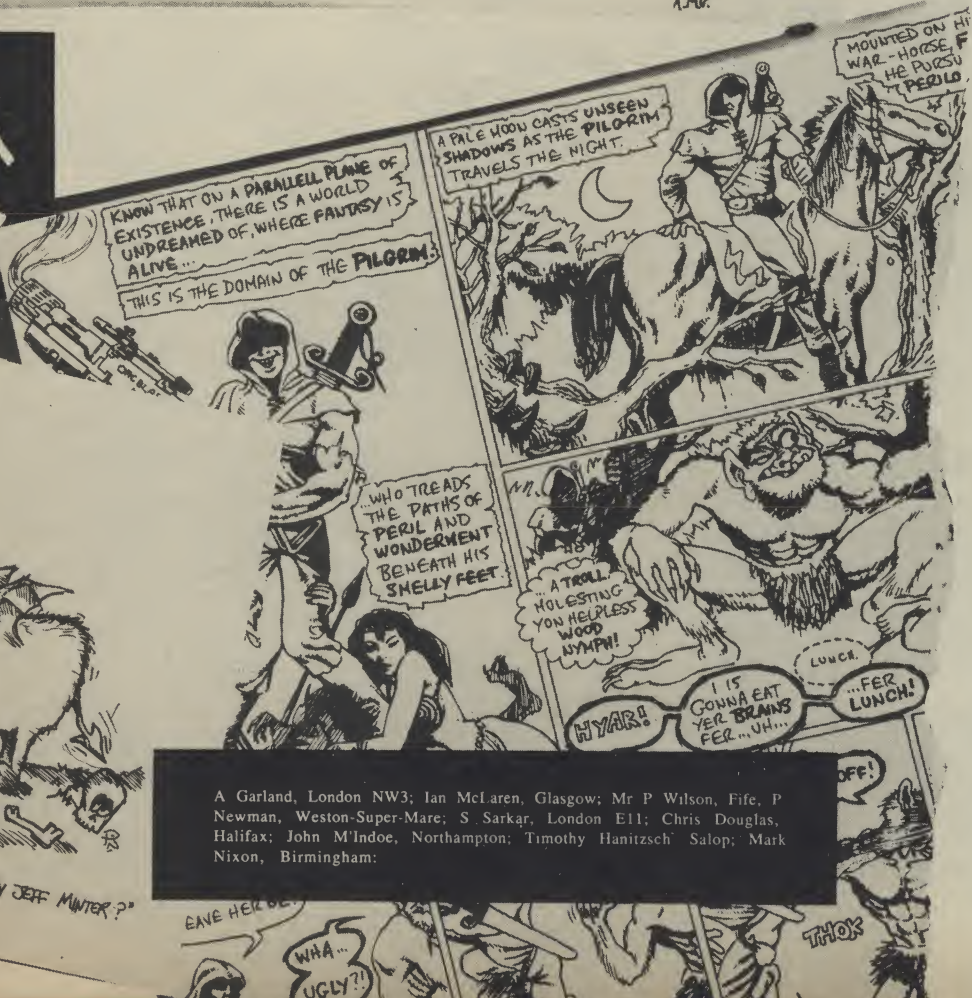 KNOW THAT ON A PARALLELL PLANE OF
EXISTENCE, THERE IS A WORLD
UNDREAMED OF, WHERE FANTASY IS
ALIVE...
THIS IS THE DOMAIN OF THE PILGRIM:
...WHO TREADS
THE PATHS OF
PERIL AND
WONDERMENT
BENEATH HIS
SMELLY FEET.
A PALE MOON CASTS UNSEEN
SHADOWS AS THE PILGRIM
TRAVELS THE NIGHT.
MOUNTED ON HI
WAR-HORSE, F
HE PURSU
PERILO
...A TROLL
MOLESTING
YON HELPLESS
WOOD
NYMPH!
LUNCH.
HYAR!
I IS
GONNA EAT
YER BRAINS
FER...UH...
...FER
LUNCH!
OFF!
A Garland, London NW3; Ian McLaren, Glasgow; Mr P Wilson, Fife, P
Newman, Weston-Super-Mare; S Sarkar, London E11; Chris Douglas,
Halifax; John M'Indoe, Northampton; Timothy Hanitzsch Salop; Mark
Nixon, Birmingham:
Y JEFF MINTER?"
EAVE HER BE!
WHA...
UGLY?!
THOK